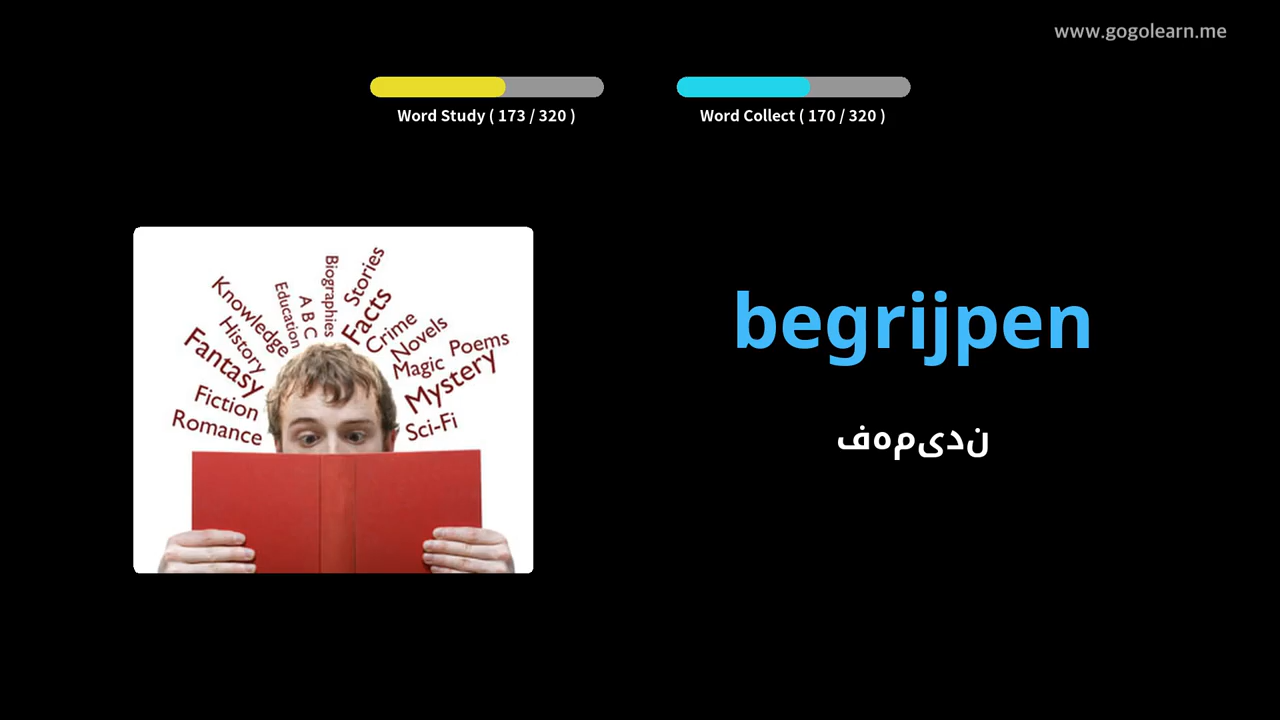 www.gogolearn.me
Word Study ( 173 / 320 )
Word Collect ( 170 / 320 )
Romance
Fiction
Fantasy
History
Knowledge
Education
A B C
Biographies
Stories
Facts
Crime
Novels
Magic
Poems
Mystery
Sci-Fi
begrijpen
فهمیدن